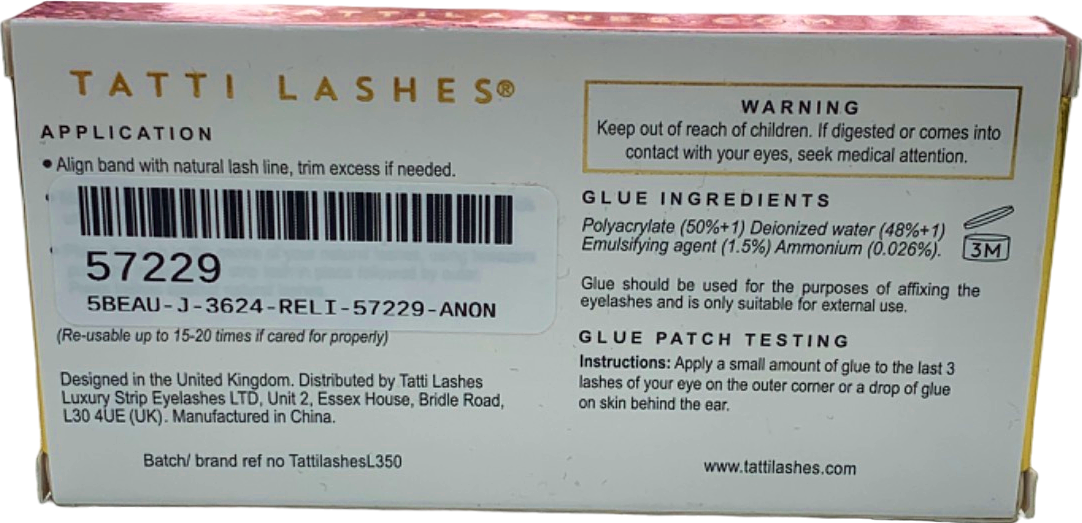 TATTILASHES.COM
TATTI LASHES®
APPLICATION
• Align band with natural lash line, trim excess if needed.
57229
5BEAU-J-3624-RELI-57229-ANON
(Re-usable up to 15-20 times if cared for properly)
Designed in the United Kingdom. Distributed by Tatti Lashes
Luxury Strip Eyelashes LTD, Unit 2, Essex House, Bridle Road,
L30 4UE (UK). Manufactured in China.
Batch/ brand ref no TattilashesL350
WARNING
Keep out of reach of children. If digested or comes into
contact with your eyes, seek medical attention.
GLUE INGREDIENTS
Polyacrylate (50%+1) Deionized water (48%+1)
Emulsifying agent (1.5%) Ammonium (0.026%).
3M
Glue should be used for the purposes of affixing the
eyelashes and is only suitable for external use.
GLUE PATCH TESTING
Instructions: Apply a small amount of glue to the last 3
lashes of your eye on the outer corner or a drop of glue
on skin behind the ear.
www.tattilashes.com